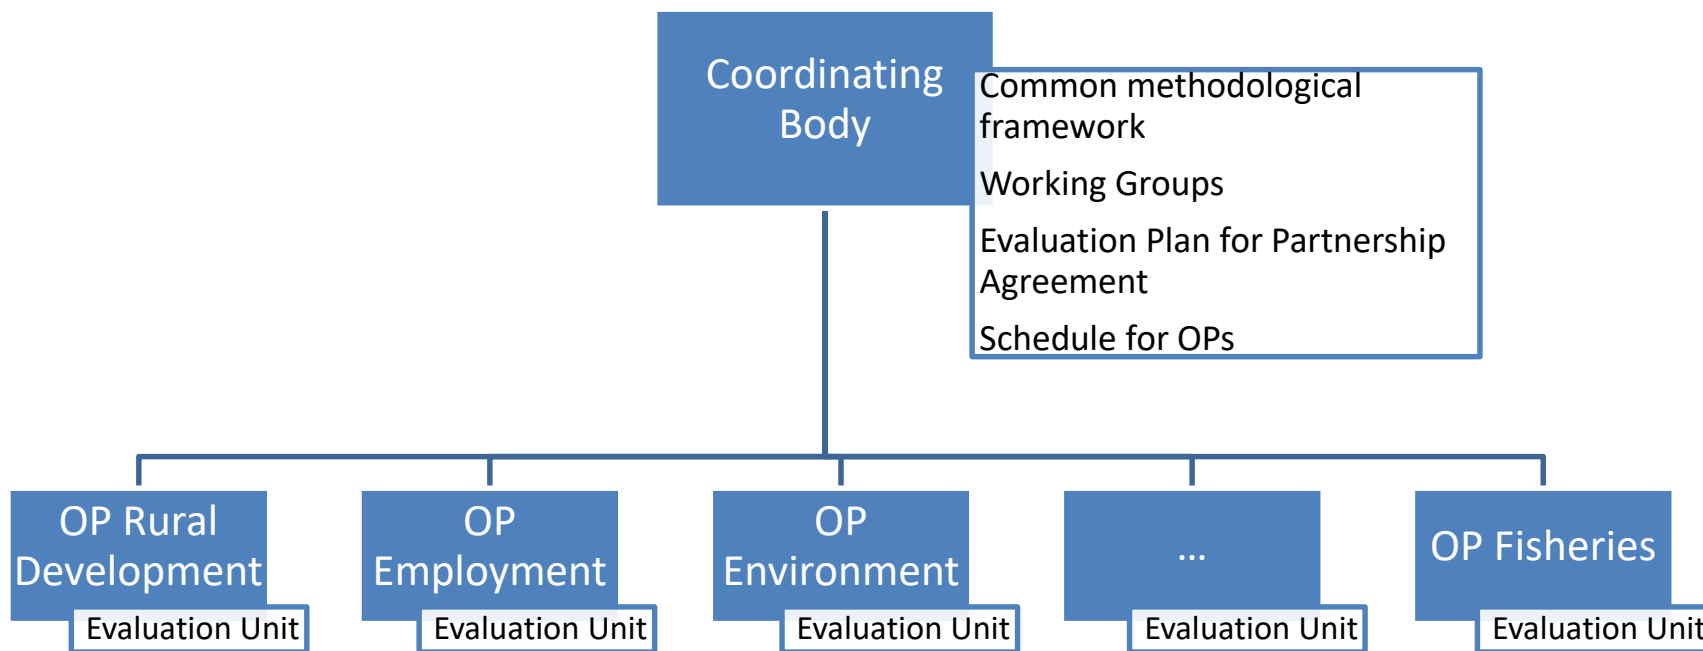 Coordinating
Body
Common methodological
framework
Working Groups
Evaluation Plan for Partnership
Agreement
Schedule for OPs
OP Rural
Development
Evaluation Unit
OP
Employment
Evaluation Unit
OP
Environment
Evaluation Unit
...
Evaluation Unit
OP Fisheries
Evaluation Unit